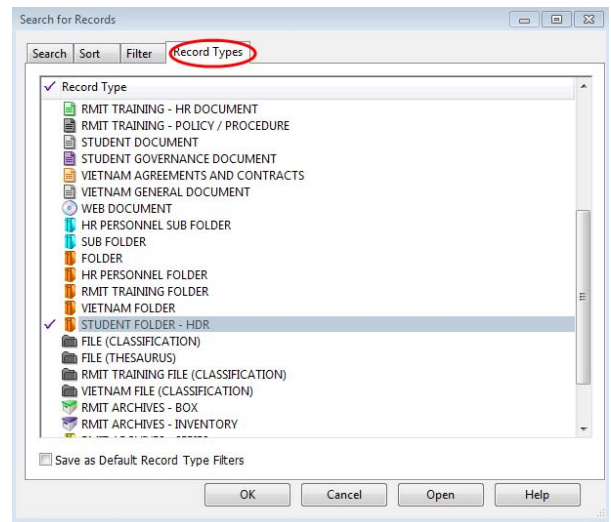 Search for Records
Search Sort Filter Record Types
Record Type
RMIT TRAINING - HR DOCUMENT
RMIT TRAINING - POLICY / PROCEDURE
STUDENT DOCUMENT
STUDENT GOVERNANCE DOCUMENT
VIETNAM AGREEMENTS AND CONTRACTS
VIETNAM GENERAL DOCUMENT
WEB DOCUMENT
HR PERSONNEL SUB FOLDER
SUB FOLDER
FOLDER
HR PERSONNEL FOLDER
RMIT TRAINING FOLDER
VIETNAM FOLDER
STUDENT FOLDER - HDR
FILE (CLASSIFICATION)
FILE (THESAURUS)
RMIT TRAINING FILE (CLASSIFICATION)
VIETNAM FILE (CLASSIFICATION)
RMIT ARCHIVES - BOX
RMIT ARCHIVES - INVENTORY
Save as Default Record Type Filters
OK Cancel Open Help